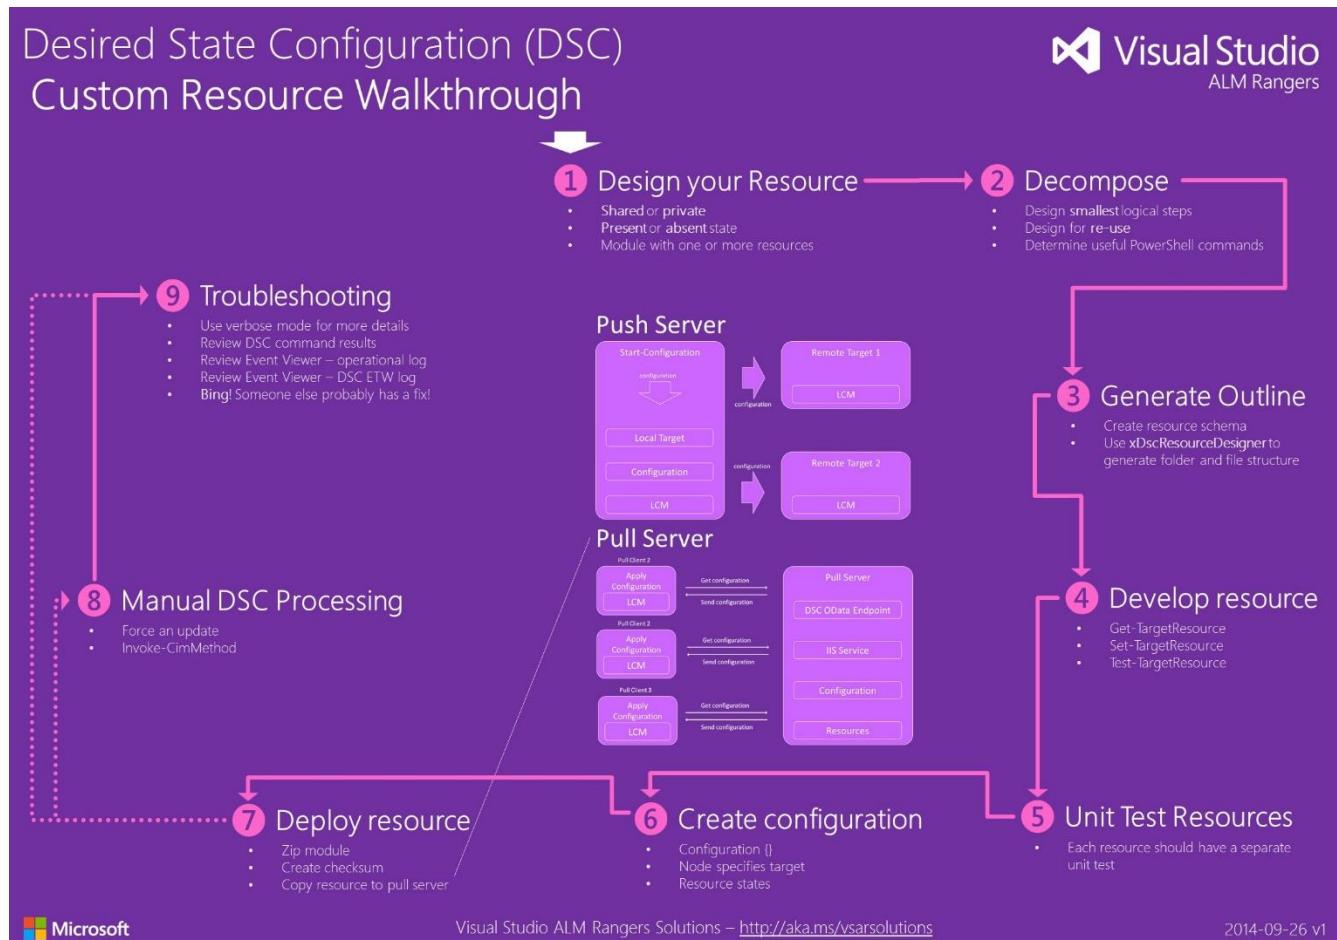 Desired State Configuration (DSC)
Custom Resource Walkthrough
Visual Studio
ALM Rangers
1 Design your Resource
• Shared or private
• Present or absent state
• Module with one or more resources
2 Decompose
• Design smallest logical steps
• Design for re-use
• Determine useful PowerShell commands
3 Generate Outline
• Create resource schema
• Use xDscResourceDesigner to
generate folder and file structure
4 Develop resource
• Get-TargetResource
• Set-TargetResource
• Test-TargetResource
5 Unit Test Resources
• Each resource should have a separate
unit test
6 Create configuration
• Configuration {}
• Node specifies target
• Resource states
7 Deploy resource
• Zip module
• Create checksum
• Copy resource to pull server
8 Manual DSC Processing
• Force an update
• Invoke-CimMethod
9 Troubleshooting
• Use verbose mode for more details
• Review DSC command results
• Review Event Viewer – operational log
• Review Event Viewer – DSC ETW log
• Bing! Someone else probably has a fix!
Push Server
Start-Configuration
configuration
Local Target
Configuration
LCM
configuration
Remote Target 1
LCM
configuration
Remote Target 2
LCM
Pull Server
Pull Client 2
Apply
Configuration
LCM
Get configuration
Send configuration
Pull Client 2
Apply
Configuration
LCM
Get configuration
Send configuration
Pull Client 3
Apply
Configuration
LCM
Get configuration
Send configuration
Pull Server
DSC OData Endpoint
IIS Service
Configuration
Resources
Microsoft
Visual Studio ALM Rangers Solutions – http://aka.ms/vsarsolutions
2014-09-26 v1